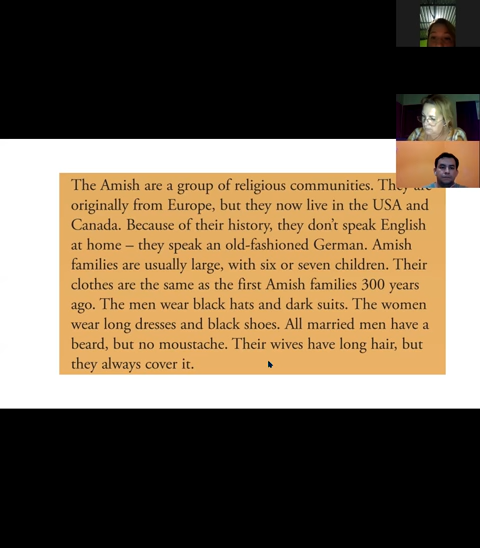 The Amish are a group of religious communities. They are
originally from Europe, but they now live in the USA and
Canada. Because of their history, they don't speak English
at home – they speak an old-fashioned German. Amish
families are usually large, with six or seven children. Their
clothes are the same as the first Amish families 300 years
ago. The men wear black hats and dark suits. The women
wear long dresses and black shoes. All married men have a
beard, but no moustache. Their wives have long hair, but
they always cover it.